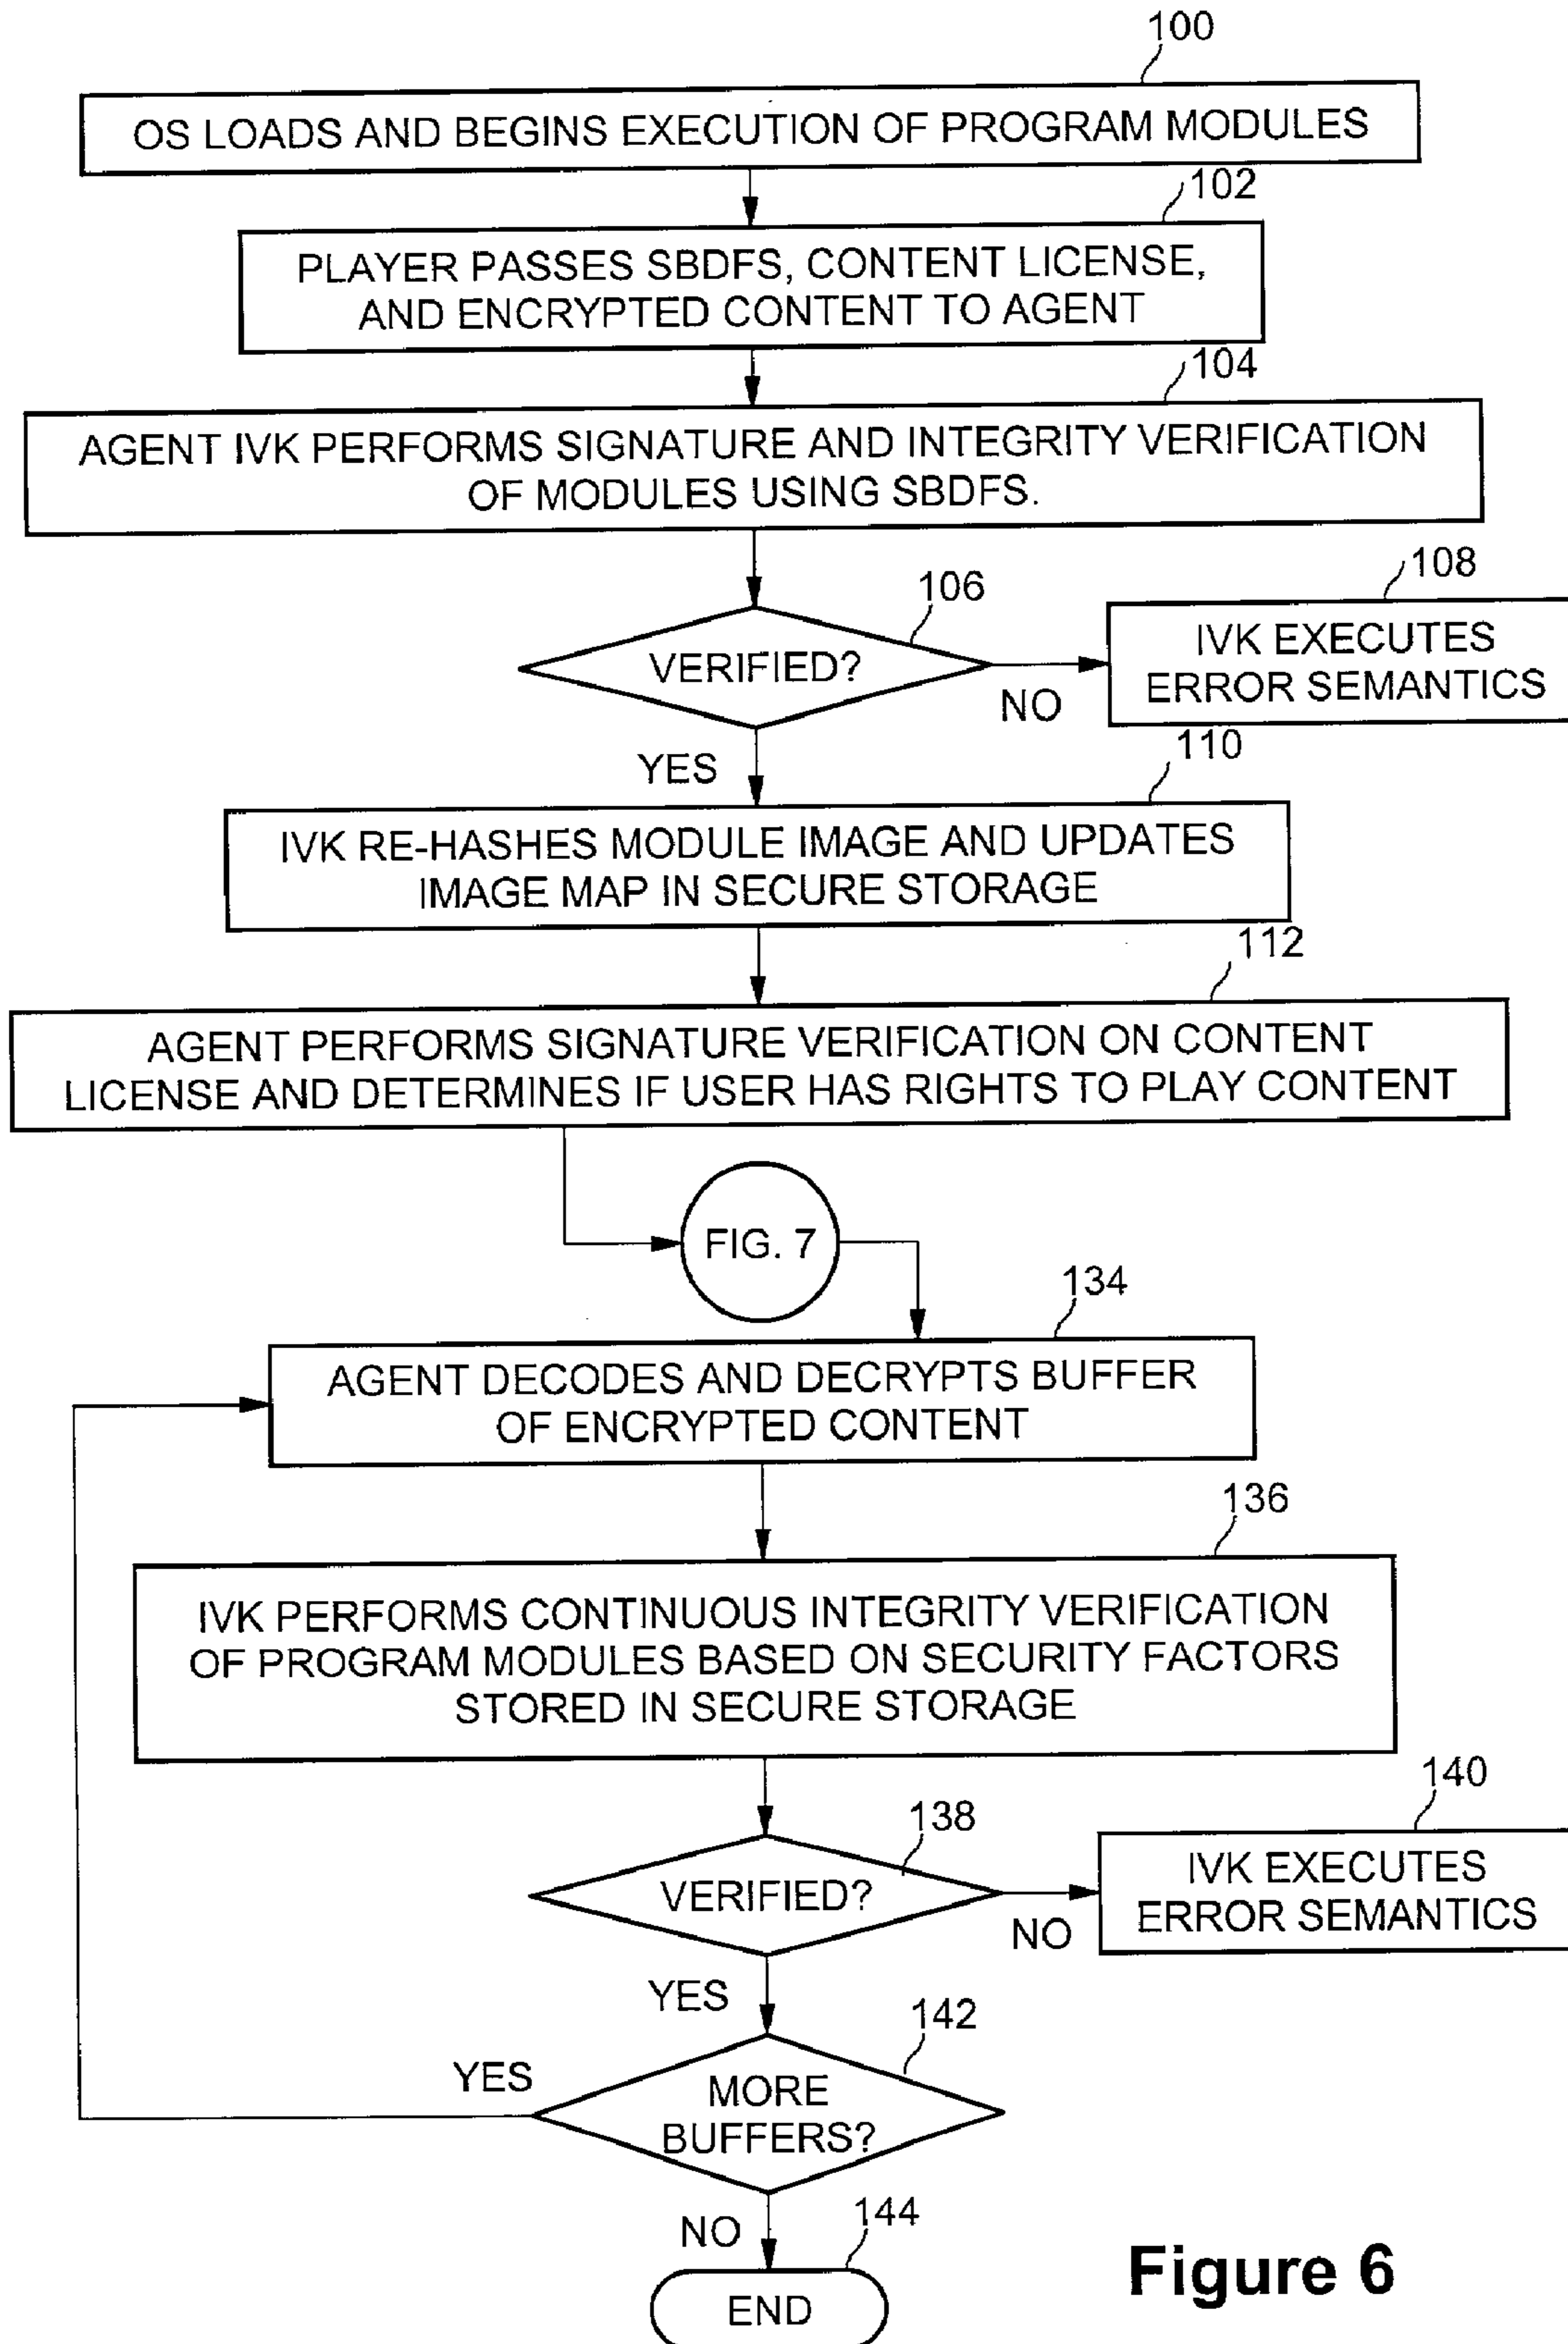 100
OS LOADS AND BEGINS EXECUTION OF PROGRAM MODULES
102
PLAYER PASSES SBDFS, CONTENT LICENSE,
AND ENCRYPTED CONTENT TO AGENT
104
AGENT IVK PERFORMS SIGNATURE AND INTEGRITY VERIFICATION
OF MODULES USING SBDFS.
106
VERIFIED?
NO
108
IVK EXECUTES
ERROR SEMANTICS
YES
110
IVK RE-HASHES MODULE IMAGE AND UPDATES
IMAGE MAP IN SECURE STORAGE
112
AGENT PERFORMS SIGNATURE VERIFICATION ON CONTENT
LICENSE AND DETERMINES IF USER HAS RIGHTS TO PLAY CONTENT
FIG. 7
134
AGENT DECODES AND DECRYPTS BUFFER
OF ENCRYPTED CONTENT
136
IVK PERFORMS CONTINUOUS INTEGRITY VERIFICATION
OF PROGRAM MODULES BASED ON SECURITY FACTORS
STORED IN SECURE STORAGE
138
VERIFIED?
NO
140
IVK EXECUTES
ERROR SEMANTICS
YES
142
YES
MORE
BUFFERS?
NO
144
END
Figure 6